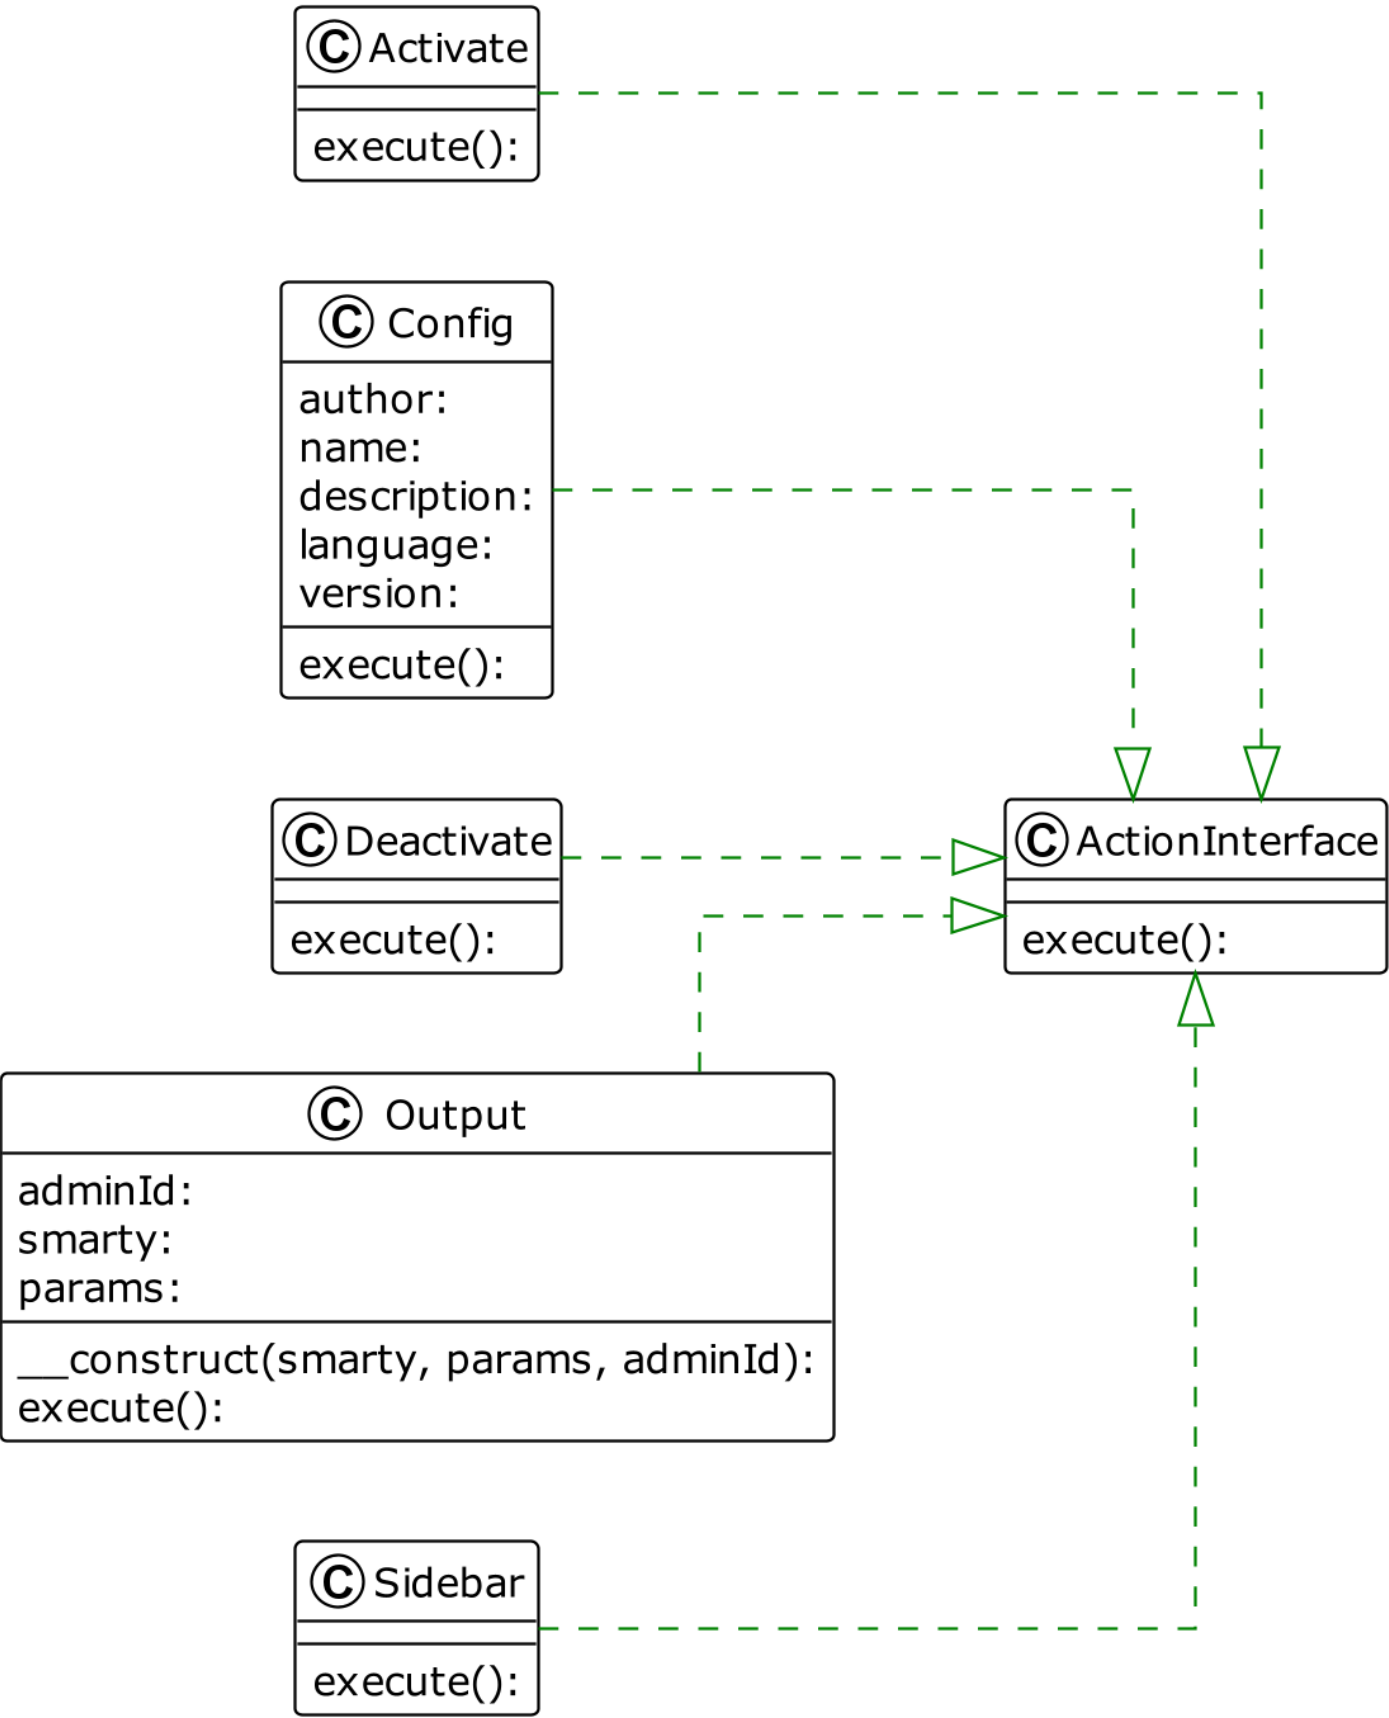 C Activate
execute():
C Config
author:
name:
description:
language:
version:
execute():
C Deactivate
execute():
C ActionInterface
execute():
C Output
adminId:
smarty:
params:
__construct(smarty, params, adminId):
execute():
C Sidebar
execute():